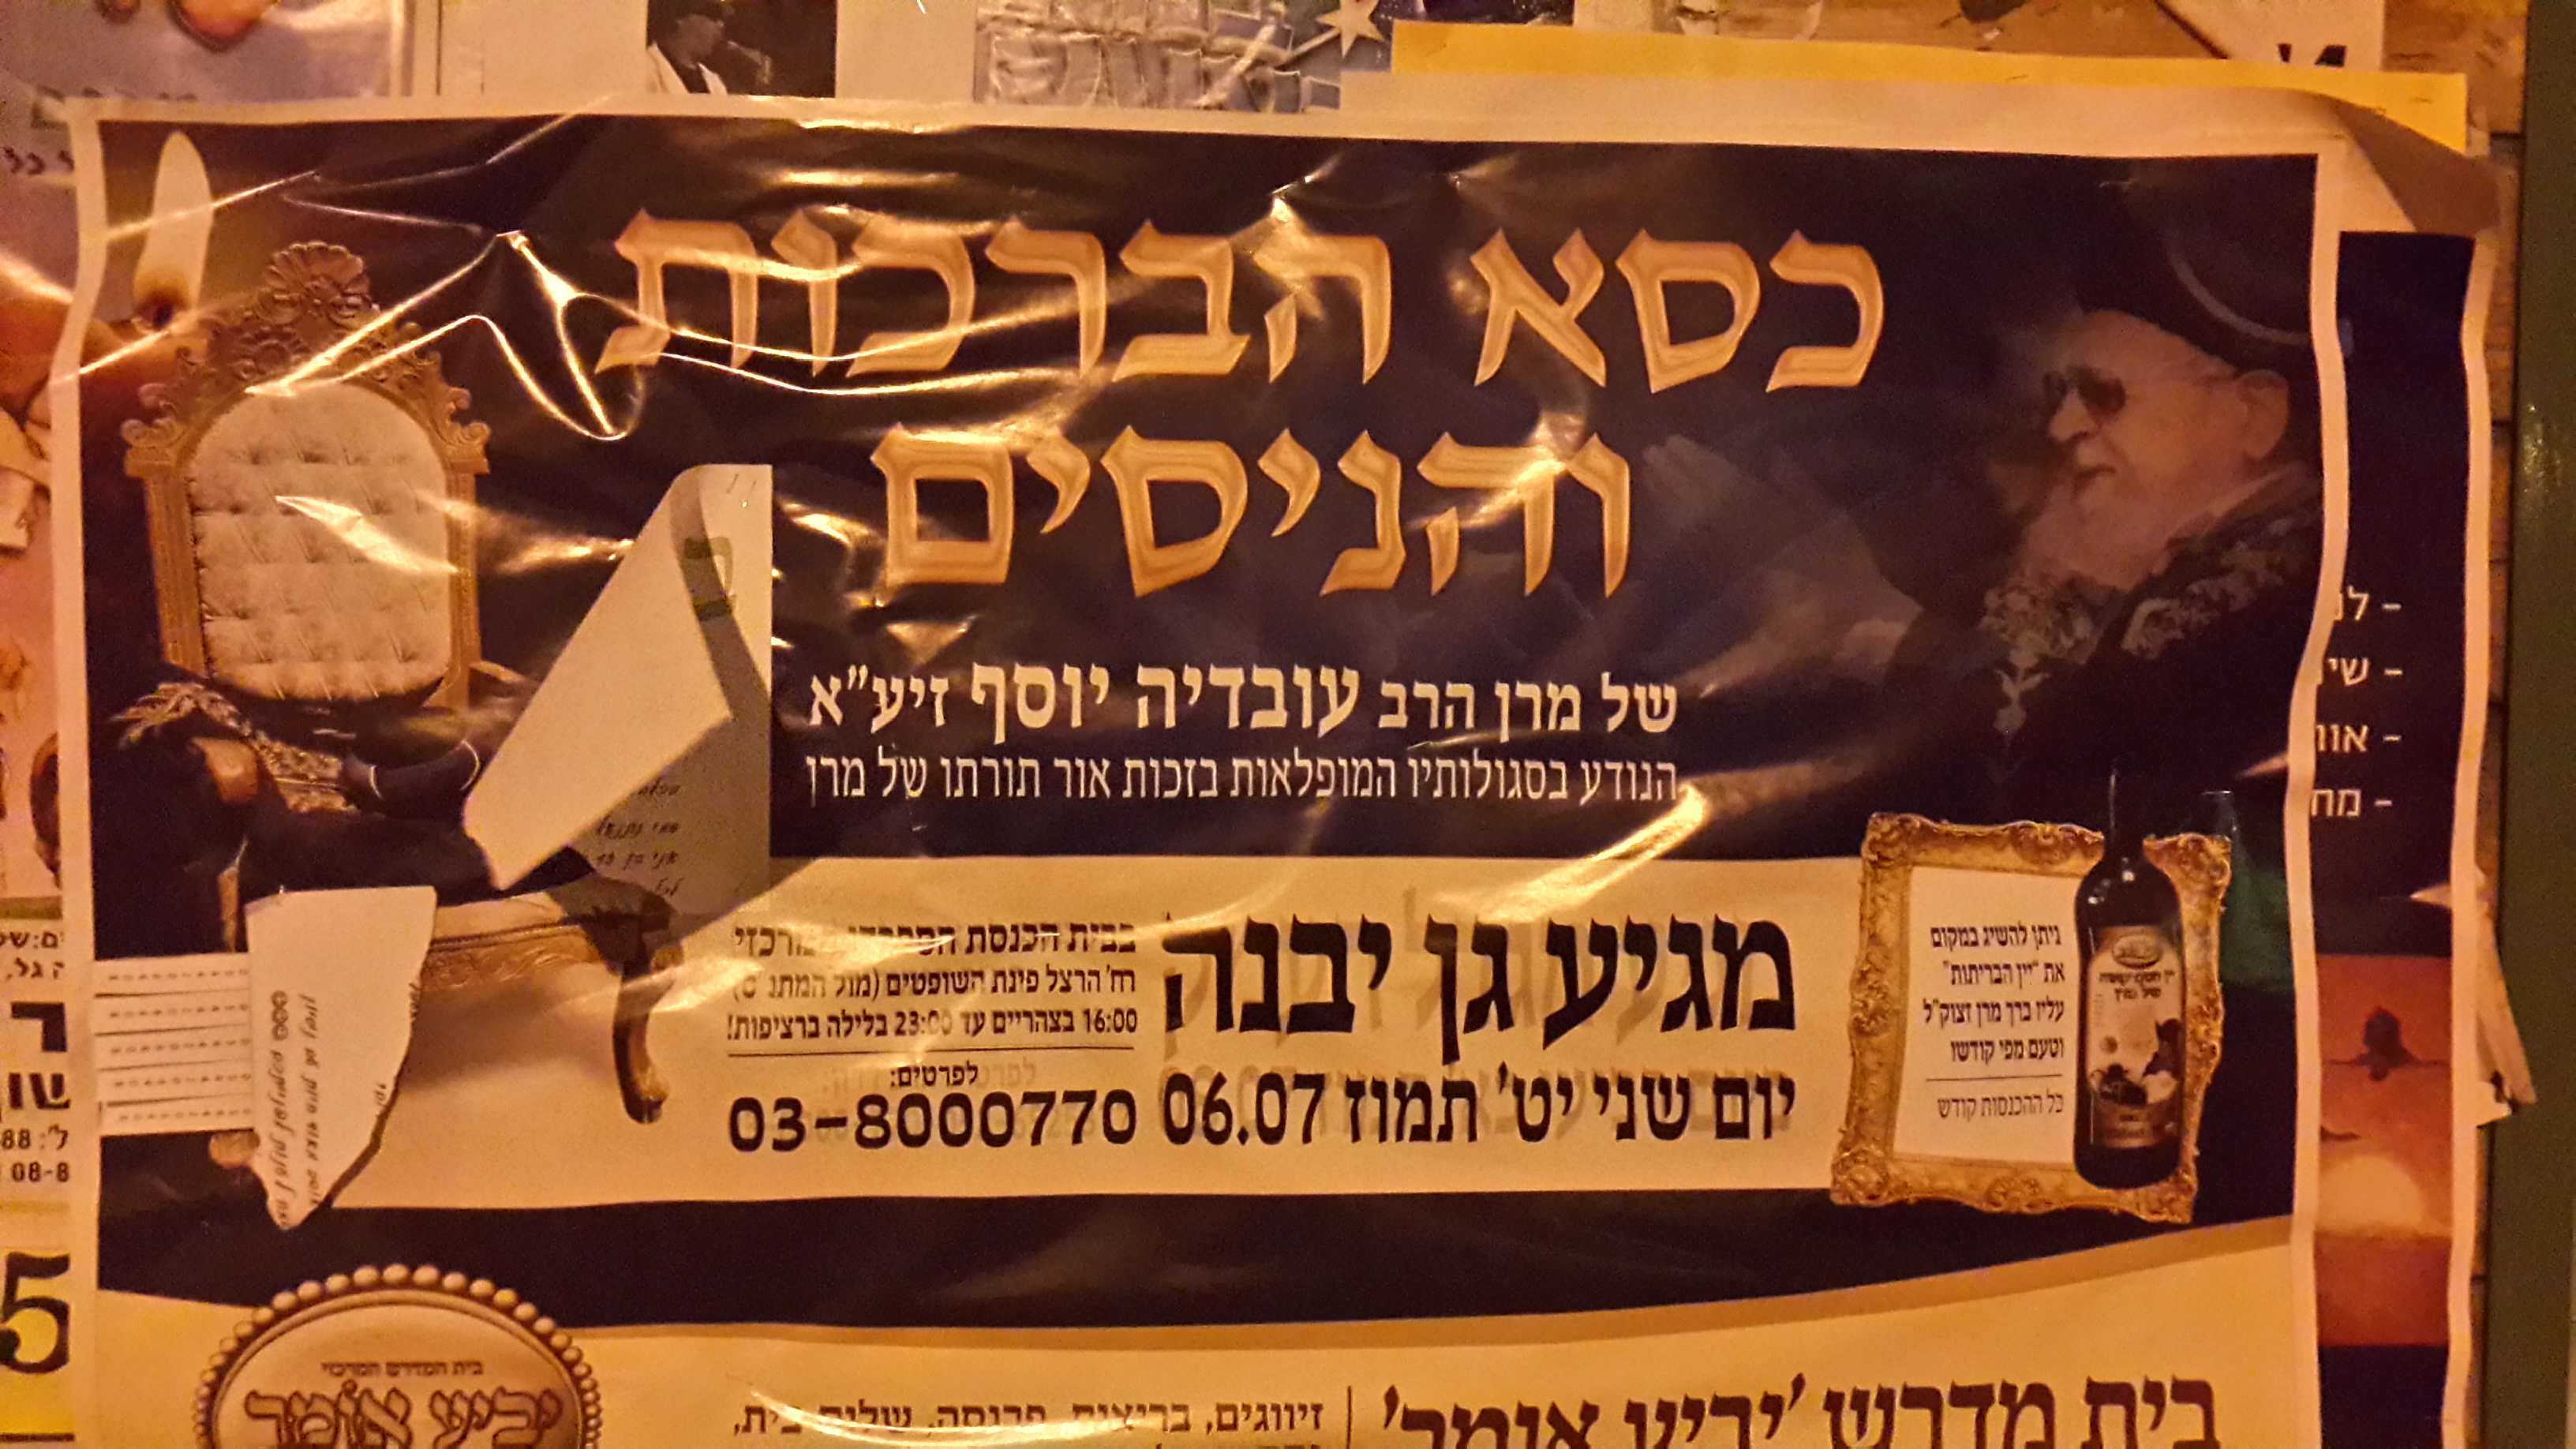 כסא הברכות
והניסים
של מרן הרב עובדיה יוסף זיע"א
הנודע בסגולותיו המופלאות בזכות אור תורתו של מרן
מגיע גן יבנה
יום שני יט' תמוז 06.07
בבית הכנסת המרכזי
רח' הרצל פינת השופטים (מול המתנ"ס)
16:00 בצהריים עד 23:00 בלילה ברציפות!
לפרטים:
03-8000770
ניתן להשיג במקום
את "יין הבריתות"
עליו ברך מרן זצוק"ל
וטעם מפי קודשו
כל ההכנסות קודש
בית המדרש המרכזי
יביע אומר
בית מדרש 'יביע אומר'
זיווגים, בריאות, פרנסה, שלום בית,